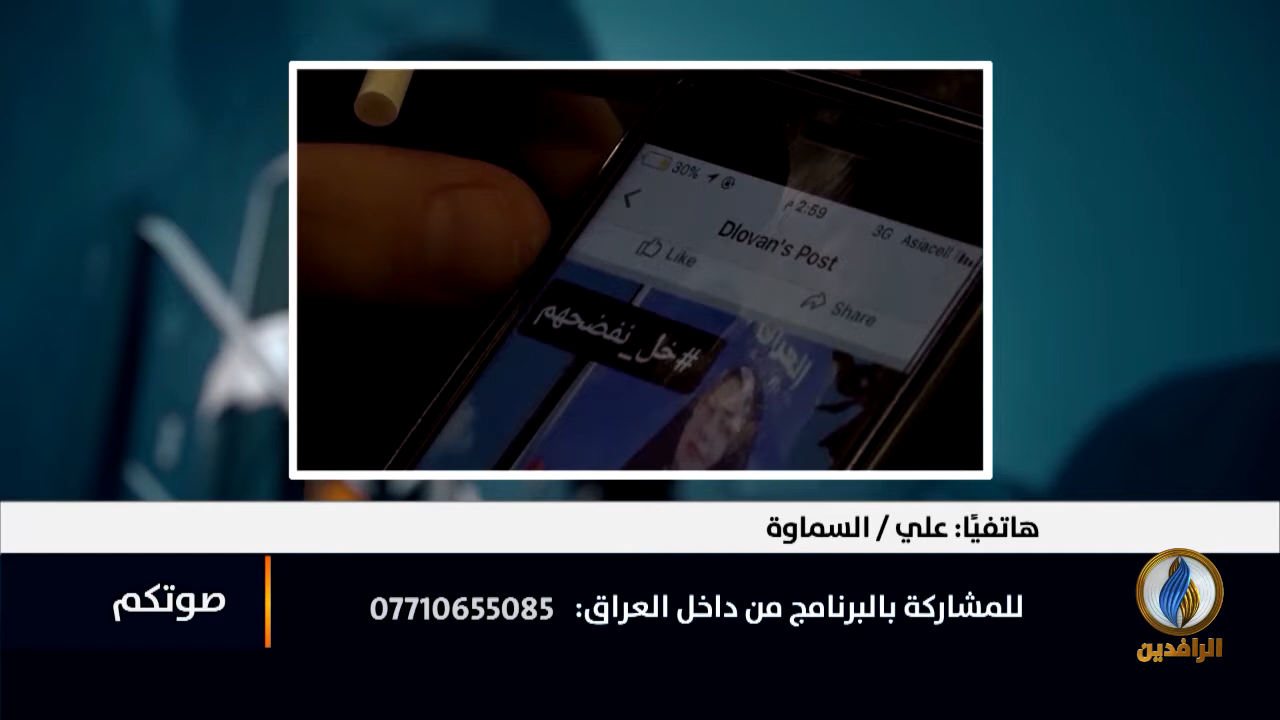 30%
2:59 م
3G Asiacell
Dlovan's Post
Like
Share
#خل_نفضحهم
هاتفيًا: علي / السماوة
للمشاركة بالبرنامج من داخل العراق: 07710655085
صوتكم
الرافدين